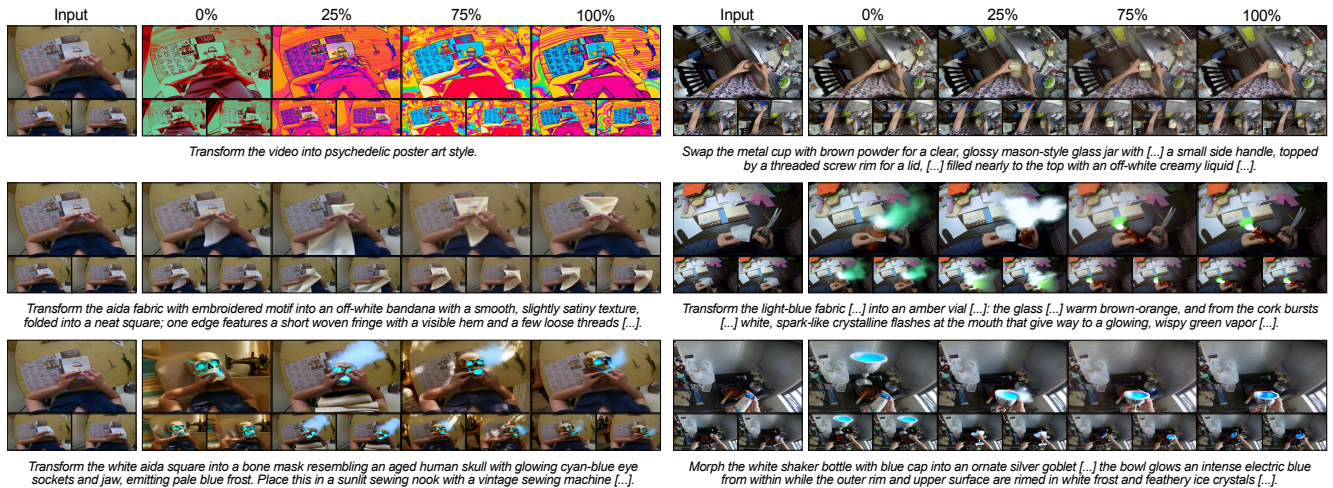 Input 0% 25% 75% 100%
Transform the video into psychedelic poster art style.
Transform the aida fabric with embroidered motif into an off-white bandana with a smooth, slightly satiny texture,
folded into a neat square; one edge features a short woven fringe with a visible hem and a few loose threads [...].
Transform the white aida square into a bone mask resembling an aged human skull with glowing cyan-blue eye
sockets and jaw, emitting pale blue frost. Place this in a sunlit sewing nook with a vintage sewing machine [...].
Input 0% 25% 75% 100%
Swap the metal cup with brown powder for a clear, glossy mason-style glass jar with [...] a small side handle, topped
by a threaded screw rim for a lid, [...] filled nearly to the top with an off-white creamy liquid [...].
Transform the light-blue fabric [...] into an amber vial [...]: the glass [...] warm brown-orange, and from the cork bursts
[...] white, spark-like crystalline flashes at the mouth that give way to a glowing, wispy green vapor [...].
Morph the white shaker bottle with blue cap into an ornate silver goblet [...] the bowl glows an intense electric blue
from within while the outer rim and upper surface are rimed in white frost and feathery ice crystals [...].